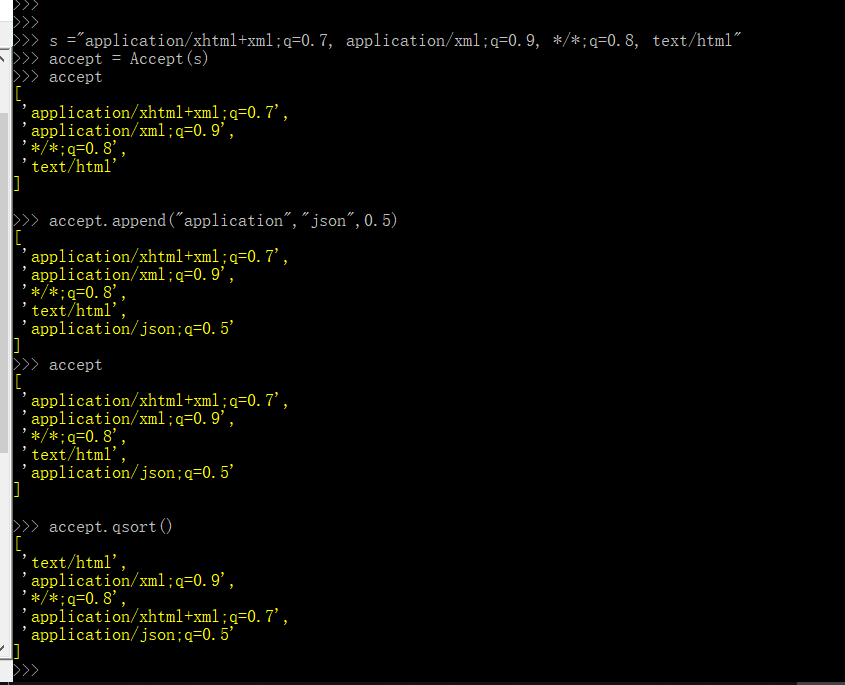 >>>
>>>
>>> s ="application/xhtml+xml;q=0.7, application/xml;q=0.9, */*;q=0.8, text/html"
>>> accept = Accept(s)
>>> accept
[
'application/xhtml+xml;q=0.7',
'application/xml;q=0.9',
'*/*;q=0.8',
'text/html'
]
>>> accept.append("application","json",0.5)
[
'application/xhtml+xml;q=0.7',
'application/xml;q=0.9',
'*/*;q=0.8',
'text/html',
'application/json;q=0.5'
]
>>> accept
[
'application/xhtml+xml;q=0.7',
'application/xml;q=0.9',
'*/*;q=0.8',
'text/html',
'application/json;q=0.5'
]
>>> accept.qsort()
[
'text/html',
'application/xml;q=0.9',
'*/*;q=0.8',
'application/xhtml+xml;q=0.7',
'application/json;q=0.5'
]
>>>